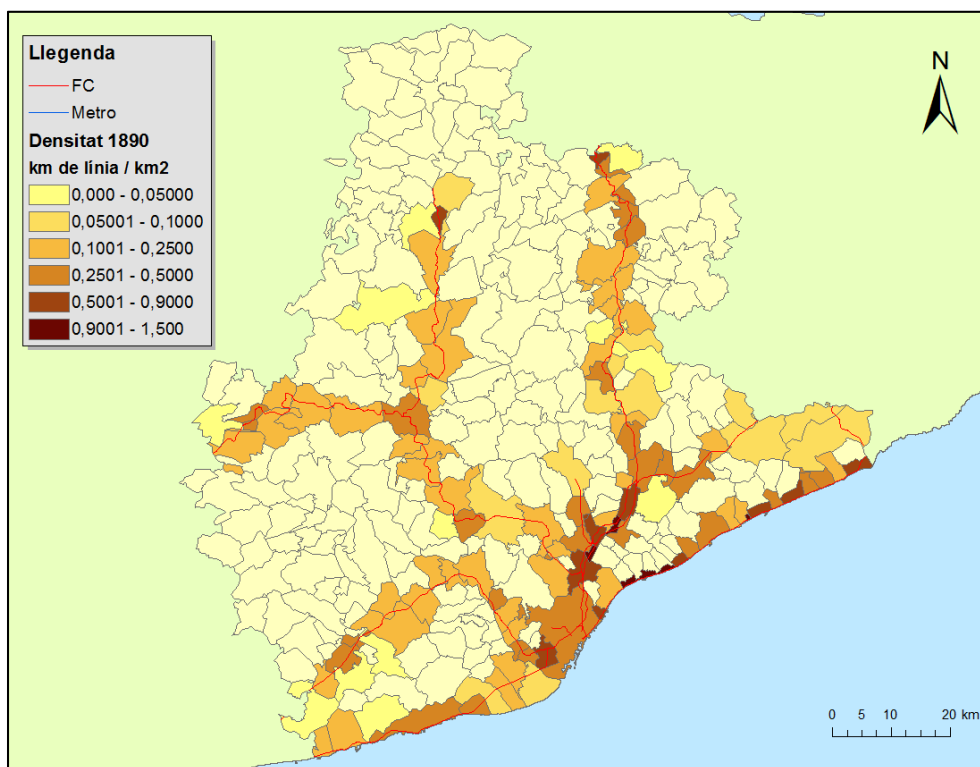 Llegenda
FC
Metro
Densitat 1890
km de línia / km2
0,000 - 0,05000
0,05001 - 0,1000
0,1001 - 0,2500
0,2501 - 0,5000
0,5001 - 0,9000
0,9001 - 1,500
N
0 5 10 20 km